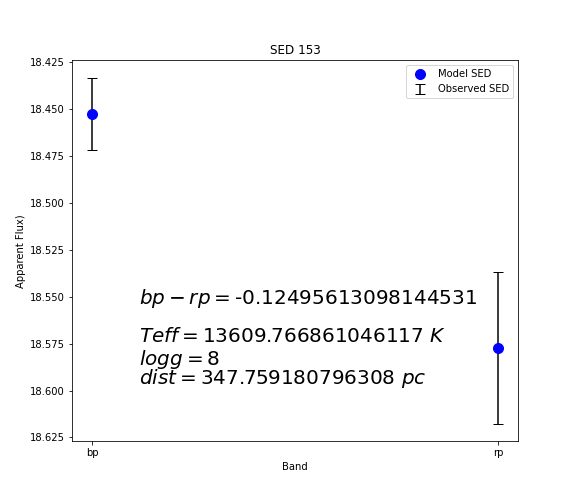 SED 153
18.425
18.450
18.475
18.500
18.525
18.550
18.575
18.600
18.625
Apparent Flux)
Model SED
Observed SED
bp − rp = -0.12495613098144531
Teff = 13609.766861046117 K
logg = 8
dist = 347.759180796308 pc
bp
rp
Band